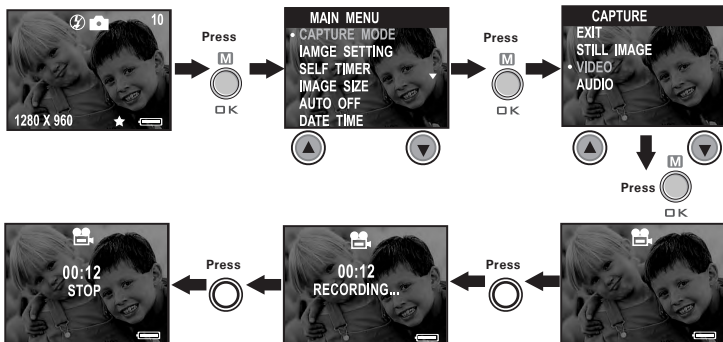 10
1280 X 960
Press
M
OK
MAIN MENU
• CAPTURE MODE
IAMGE SETTING
SELF TIMER
IMAGE SIZE
AUTO OFF
DATE TIME
Press
M
OK
CAPTURE
EXIT
STILL IMAGE
• VIDEO
AUDIO
Press
M
OK
Press
00:12
RECORDING...
Press
00:12
STOP